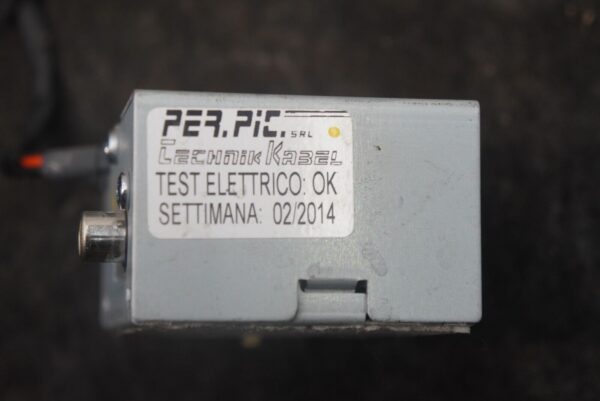 PER.PIC. SRL
Technik Kabel
TEST ELETTRICO: OK
SETTIMANA: 02/2014